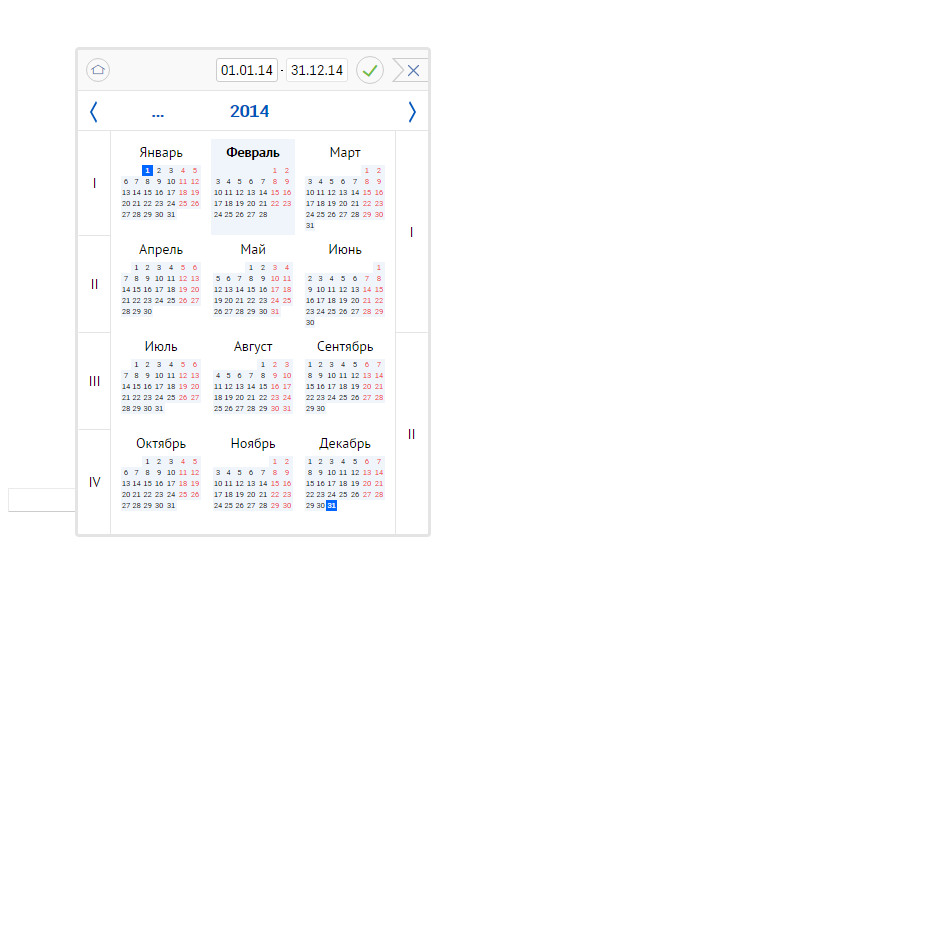 01.01.14 - 31.12.14
... 2014
Январь Февраль Март
1 2 3 4 5 1 2 1 2
6 7 8 9 10 11 12 3 4 5 6 7 8 9 3 4 5 6 7 8 9
I 13 14 15 16 17 18 19 10 11 12 13 14 15 16 10 11 12 13 14 15 16
20 21 22 23 24 25 26 17 18 19 20 21 22 23 17 18 19 20 21 22 23
27 28 29 30 31 24 25 26 27 28 24 25 26 27 28 29 30
31
I
Апрель Май Июнь
1 2 3 4 5 6 1 2 3 4 1
7 8 9 10 11 12 13 5 6 7 8 9 10 11 2 3 4 5 6 7 8
II 14 15 16 17 18 19 20 12 13 14 15 16 17 18 9 10 11 12 13 14 15
21 22 23 24 25 26 27 19 20 21 22 23 24 25 16 17 18 19 20 21 22
28 29 30 26 27 28 29 30 31 23 24 25 26 27 28 29
30
Июль Август Сентябрь
1 2 3 4 5 6 1 2 3 1 2 3 4 5 6 7
7 8 9 10 11 12 13 4 5 6 7 8 9 10 8 9 10 11 12 13 14
III 14 15 16 17 18 19 20 11 12 13 14 15 16 17 15 16 17 18 19 20 21
21 22 23 24 25 26 27 18 19 20 21 22 23 24 22 23 24 25 26 27 28
28 29 30 31 25 26 27 28 29 30 31 29 30
II
Октябрь Ноябрь Декабрь
1 2 3 4 5 1 2 1 2 3 4 5 6 7
6 7 8 9 10 11 12 3 4 5 6 7 8 9 8 9 10 11 12 13 14
IV 13 14 15 16 17 18 19 10 11 12 13 14 15 16 15 16 17 18 19 20 21
20 21 22 23 24 25 26 17 18 19 20 21 22 23 22 23 24 25 26 27 28
27 28 29 30 31 24 25 26 27 28 29 30 29 30 31